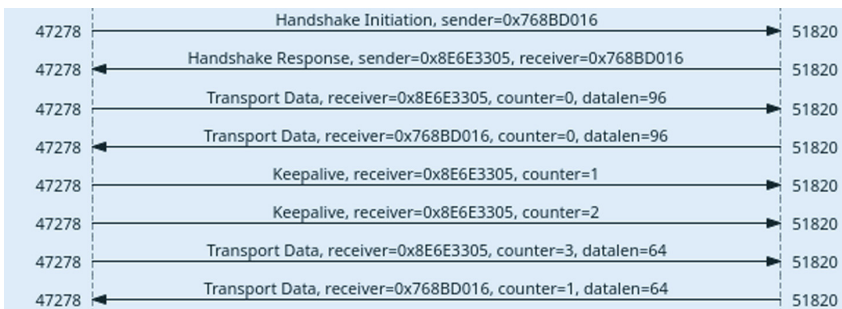 Handshake Initiation, sender=0x768BD016
47278 51820
Handshake Response, sender=0x8E6E3305, receiver=0x768BD016
47278 51820
Transport Data, receiver=0x8E6E3305, counter=0, datalen=96
47278 51820
Transport Data, receiver=0x768BD016, counter=0, datalen=96
47278 51820
Keepalive, receiver=0x8E6E3305, counter=1
47278 51820
Keepalive, receiver=0x8E6E3305, counter=2
47278 51820
Transport Data, receiver=0x8E6E3305, counter=3, datalen=64
47278 51820
Transport Data, receiver=0x768BD016, counter=1, datalen=64
47278 51820